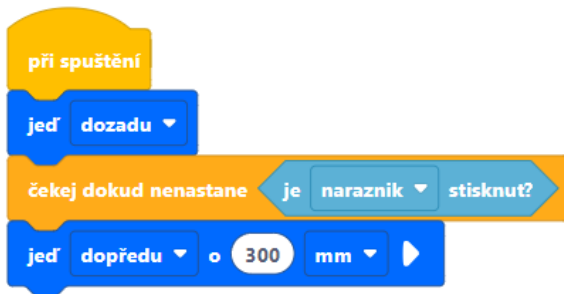 při spuštění
jeď dozadu
čekej dokud nenastane je naraznik stisknut?
jeď dopředu o 300 mm